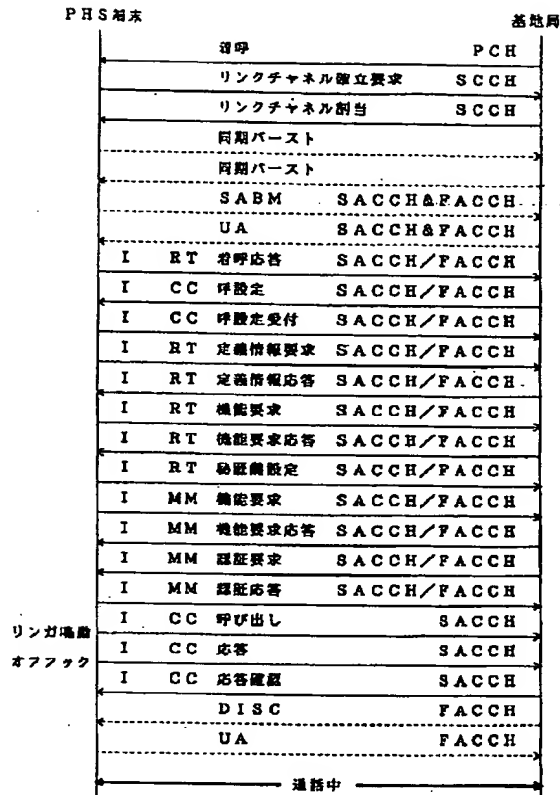 PHS端末
基地局
着呼 PCH
リンクチャネル確立要求 SCCH
リンクチャネル割当 SCCH
同期バースト
同期バースト
SABM SACCH&FACCH
UA SACCH&FACCH
I RT 着呼応答 SACCH/FACCH
I CC 呼設定 SACCH/FACCH
I CC 呼設定受付 SACCH/FACCH
I RT 定義情報要求 SACCH/FACCH
I RT 定義情報応答 SACCH/FACCH
I RT 機能要求 SACCH/FACCH
I RT 機能要求応答 SACCH/FACCH
I RT 秘話鍵設定 SACCH/FACCH
I MM 機能要求 SACCH/FACCH
I MM 機能要求応答 SACCH/FACCH
I MM 認証要求 SACCH/FACCH
I MM 認証応答 SACCH/FACCH
I CC 呼び出し SACCH
リンガ鳴動
I CC 応答 SACCH
オフフック
I CC 応答確認 SACCH
DISC FACCH
UA FACCH
通話中